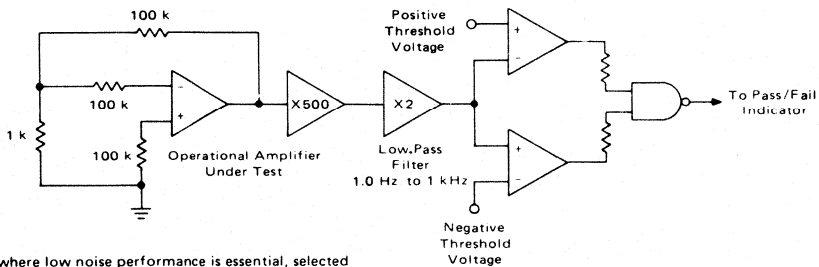 100 k
Positive
Threshold
Voltage
+
-
-
100 k
+
X500
X2
To Pass/Fail
Indicator
1 k
100 k
Operational Amplifier
Under Test
Low-Pass
Filter
1.0 Hz to 1 kHz
+
-
Negative
Threshold
Voltage
where low noise performance is essential, selected